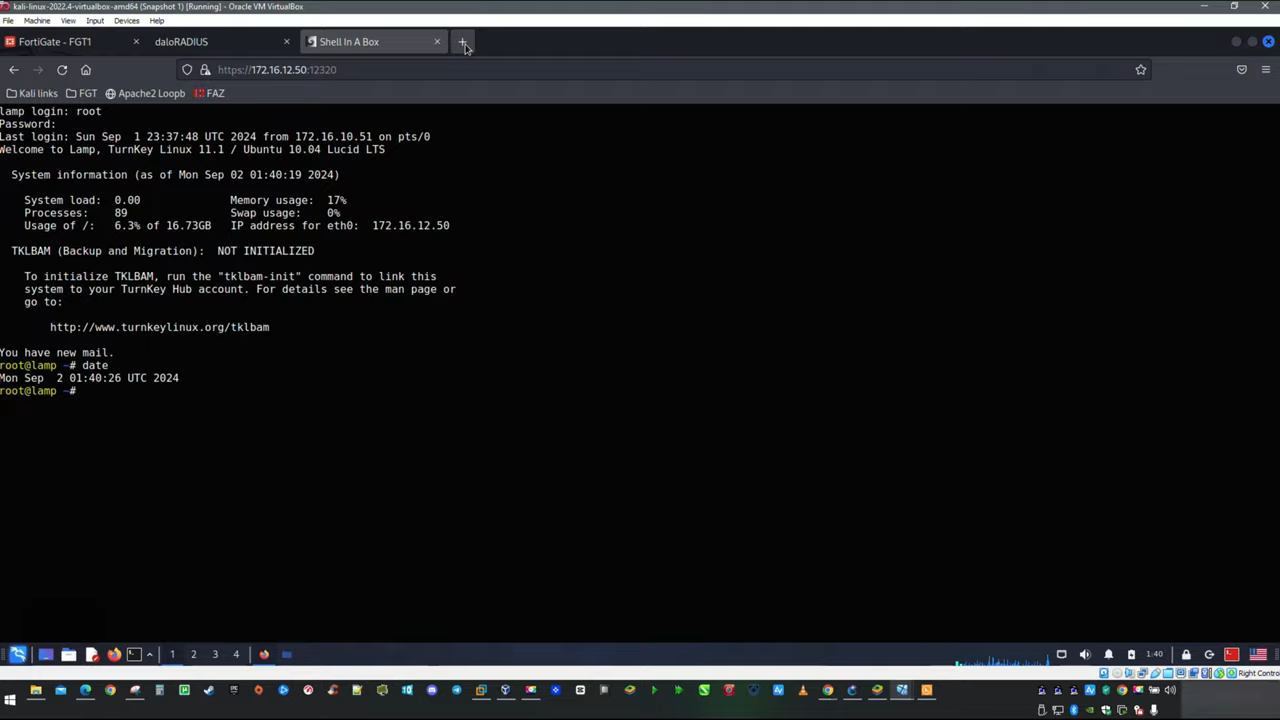 kali-linux-2022.4-virtualbox-amd64 (Snapshot 1) [Running] - Oracle VM VirtualBox
File Machine View Input Devices Help
FortiGate - FGT1
daloRADIUS
Shell In A Box
https://172.16.12.50:12320
Kali links FGT Apache2 Loopb FAZ
lamp login: root
Password:
Last login: Sun Sep  1 23:37:48 UTC 2024 from 172.16.10.51 on pts/0
Welcome to Lamp, TurnKey Linux 11.1 / Ubuntu 10.04 Lucid LTS
System information (as of Mon Sep 02 01:40:19 2024)
System load:  0.00 Memory usage:  17%
Processes:    89 Swap usage:   0%
Usage of /:   6.3% of 16.73GB IP address for eth0:  172.16.12.50
TKLBAM (Backup and Migration):  NOT INITIALIZED
To initialize TKLBAM, run the "tklbam-init" command to link this
system to your TurnKey Hub account. For details see the man page or
go to:
http://www.turnkeylinux.org/tklbam
You have new mail.
root@lamp ~# date
Mon Sep  2 01:40:26 UTC 2024
root@lamp ~#
1 2 3 4
1:40
Right Control